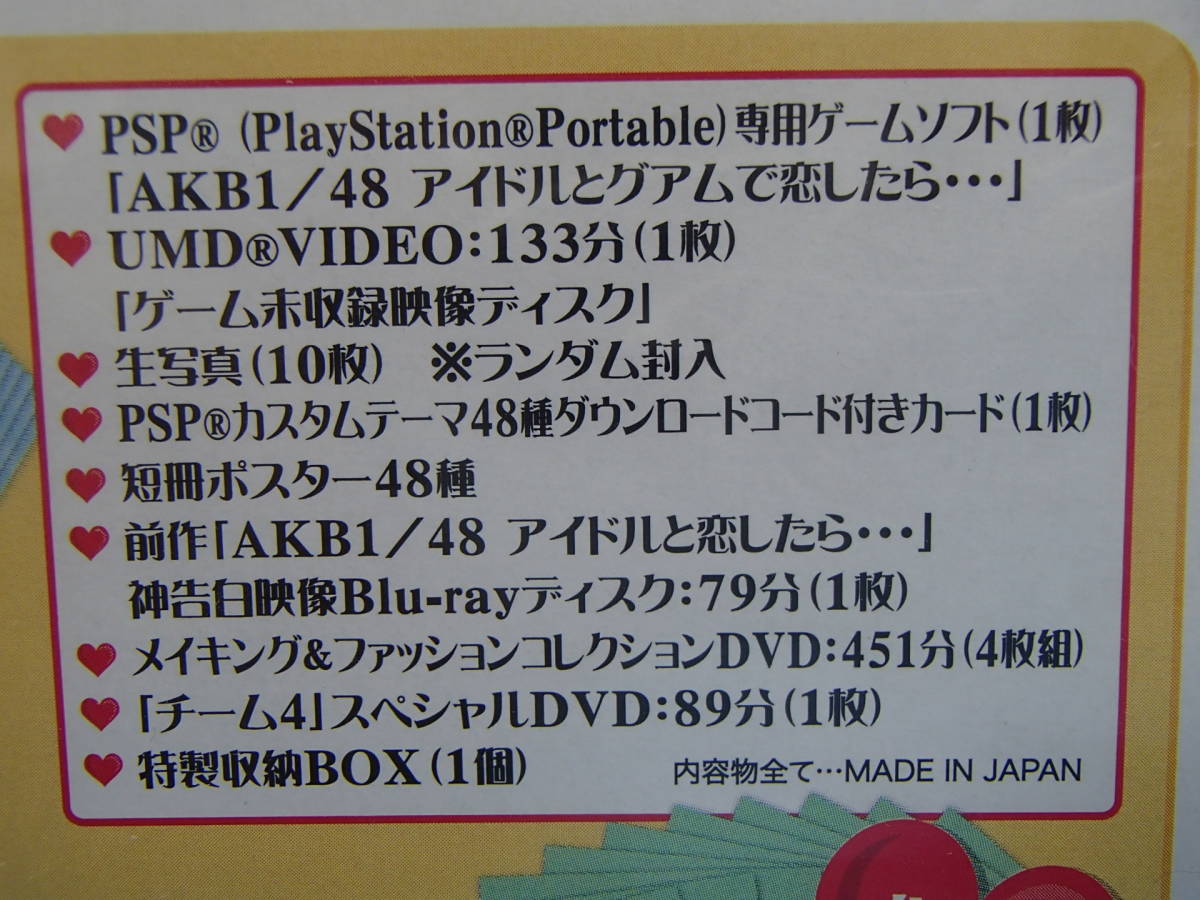 PSP® (PlayStation®Portable)専用ゲームソフト(1枚)
「AKB1/48 アイドルとグアムで恋したら・・・」
UMD®VIDEO:133分(1枚)
「ゲーム未収録映像ディスク」
生写真(10枚) ※ランダム封入
PSP®カスタムテーマ48種ダウンロードコード付きカード(1枚)
短冊ポスター48種
前作「AKB1/48 アイドルと恋したら・・・」
神告白映像Blu-rayディスク:79分(1枚)
メイキング&ファッションコレクションDVD:451分(4枚組)
「チーム4」スペシャルDVD:89分(1枚)
特製収納BOX(1個)
内容物全て…MADE IN JAPAN